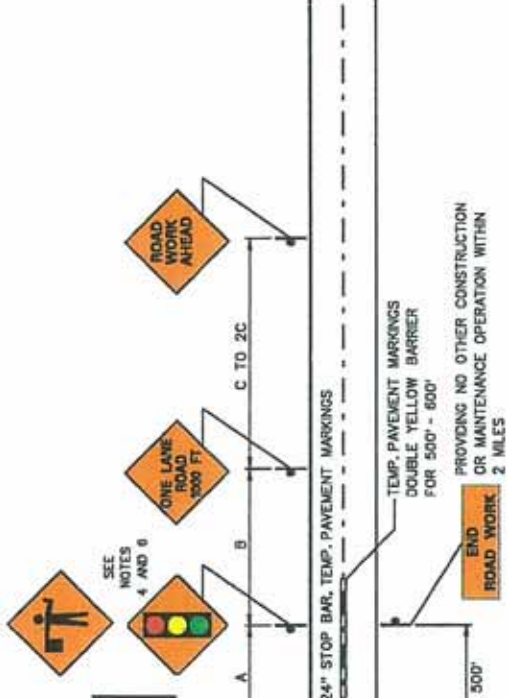 ROAD
WORK
AHEAD
C TO 2C
ONE LANE
ROAD
1000 FT
B
SEE
NOTES
4 AND 6
A
24" STOP BAR, TEMP. PAVEMENT MARKINGS
TEMP. PAVEMENT MARKINGS
DOUBLE YELLOW BARRIER
FOR 500' - 600'
PROVIDING NO OTHER CONSTRUCTION
OR MAINTENANCE OPERATION WITHIN
2 MILES
END
ROAD WORK
500'